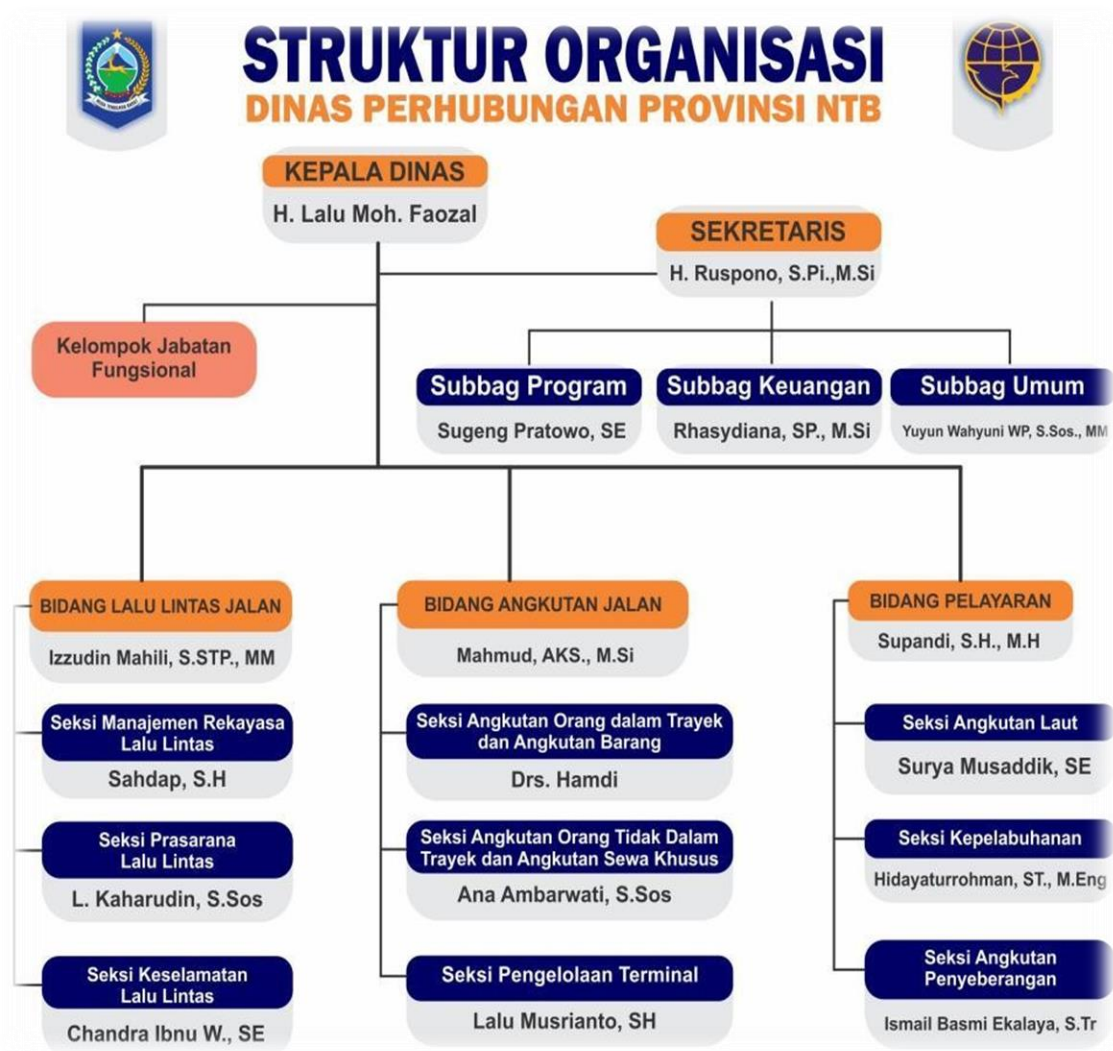 STRUKTUR ORGANISASI
DINAS PERHUBUNGAN PROVINSI NTB
KEPALA DINAS
H. Lalu Moh. Faozal
SEKRETARIS
H. Ruspono, S.Pi.,M.Si
Kelompok Jabatan
Fungsional
Subbag Program
Sugeng Pratowo, SE
Subbag Keuangan
Rhasydiana, SP., M.Si
Subbag Umum
Yuyun Wahyuni WP, S.Sos., MM
BIDANG LALU LINTAS JALAN
Izzudin Mahili, S.STP., MM
Seksi Manajemen Rekayasa
Lalu Lintas
Sahdap, S.H
Seksi Prasarana
Lalu Lintas
L. Kaharudin, S.Sos
Seksi Keselamatan
Lalu Lintas
Chandra Ibnu W., SE
BIDANG ANGKUTAN JALAN
Mahmud, AKS., M.Si
Seksi Angkutan Orang dalam Trayek
dan Angkutan Barang
Drs. Hamdi
Seksi Angkutan Orang Tidak Dalam
Trayek dan Angkutan Sewa Khusus
Ana Ambarwati, S.Sos
Seksi Pengelolaan Terminal
Lalu Musrianto, SH
BIDANG PELAYARAN
Supandi, S.H., M.H
Seksi Angkutan Laut
Surya Musaddik, SE
Seksi Kepelabuhanan
Hidayaturrohman, ST., M.Eng
Seksi Angkutan
Penyeberangan
Ismail Basmi Ekalaya, S.Tr